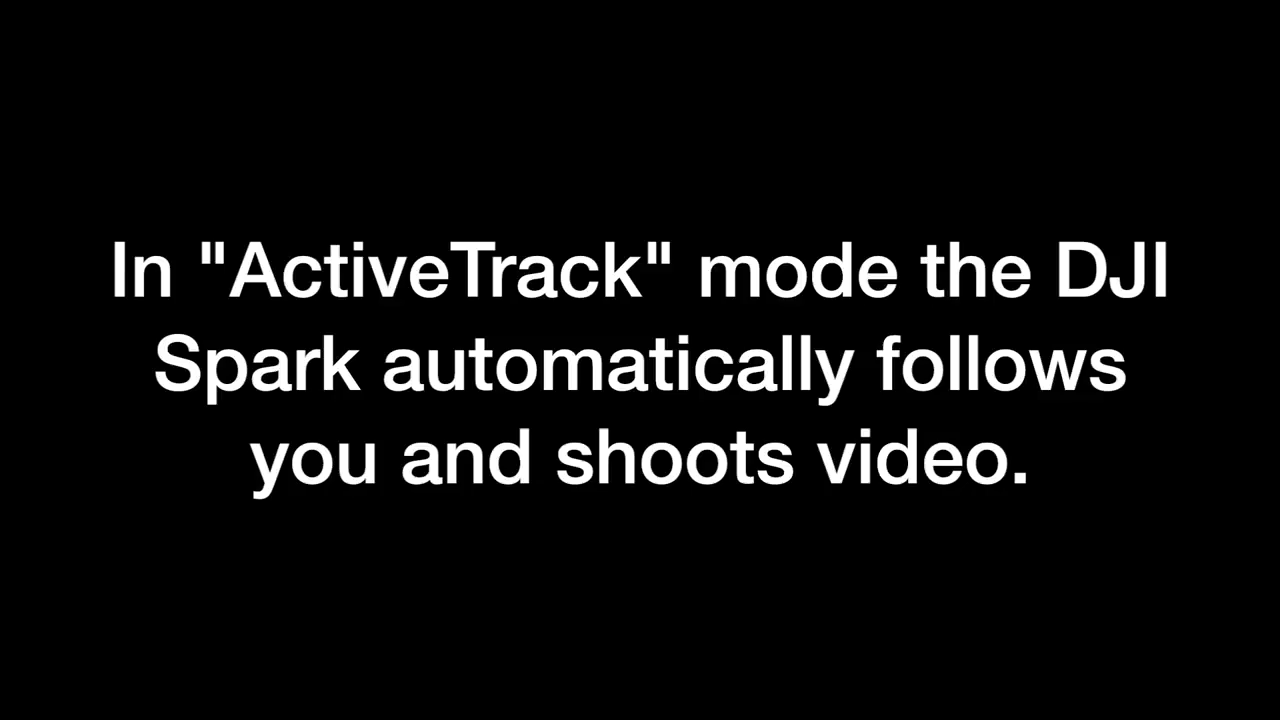 In "ActiveTrack" mode the DJI
Spark automatically follows
you and shoots video.